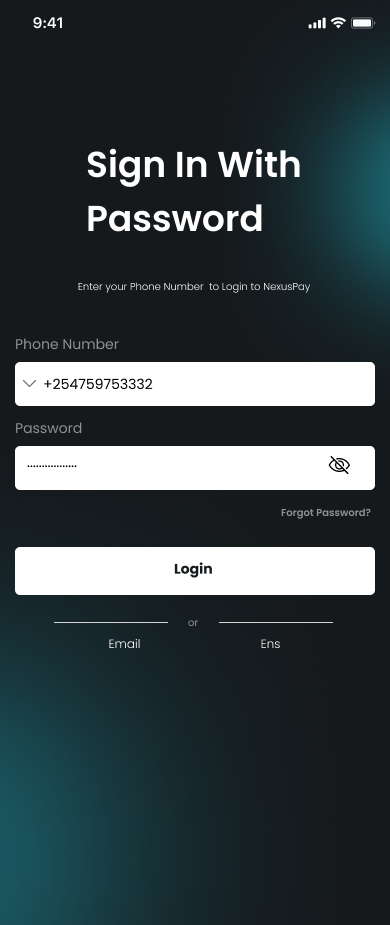 9:41
Sign In With
Password
Enter your Phone Number to Login to NexusPay
Phone Number
+254759753332
Password
Forgot Password?
Login
or
Email
Ens